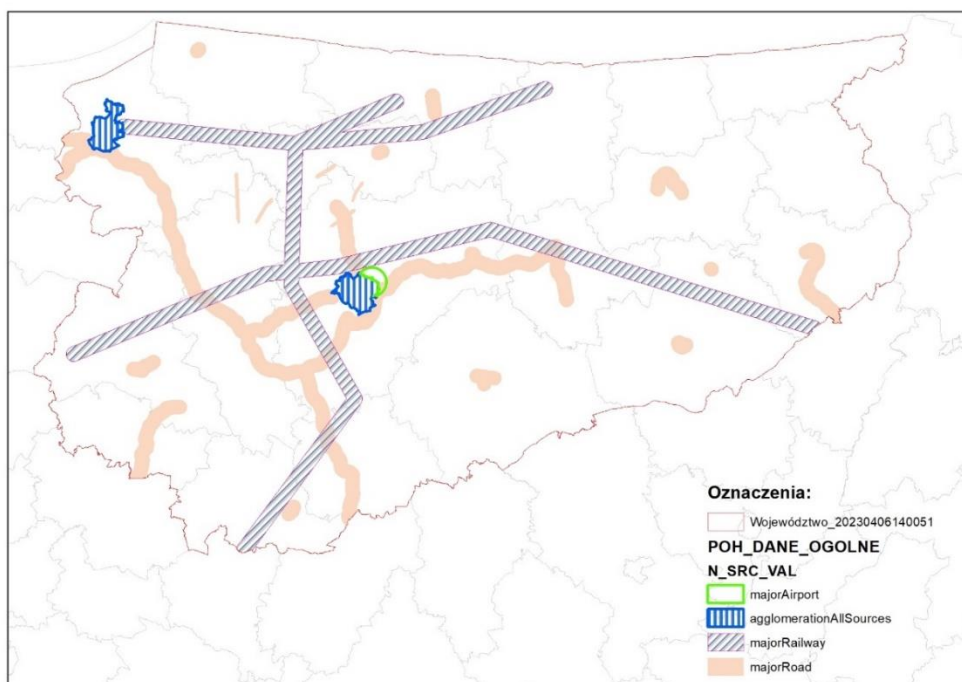 Oznaczenia:
Województwo_20230406140051
POH_DANE_OGOLNE
N_SRC_VAL
majorAirport
agglomerationAllSources
majorRailway
majorRoad